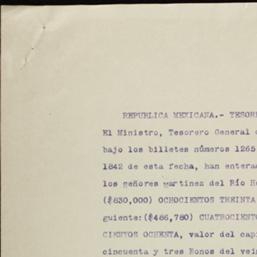 REPUBLICA MEXICANA.- TESOR
El Ministro, Tesorero General
bajo los billetes números 1265
1842 de esta fecha, han entera
los señores martinez del Río H
($830,000) OCHOCIENTOS TREINTA
guiente:($486,780) CUATROCIENT
CIENTOS OCHENTA, valor del cap
cincuenta y tres Bonos del vei